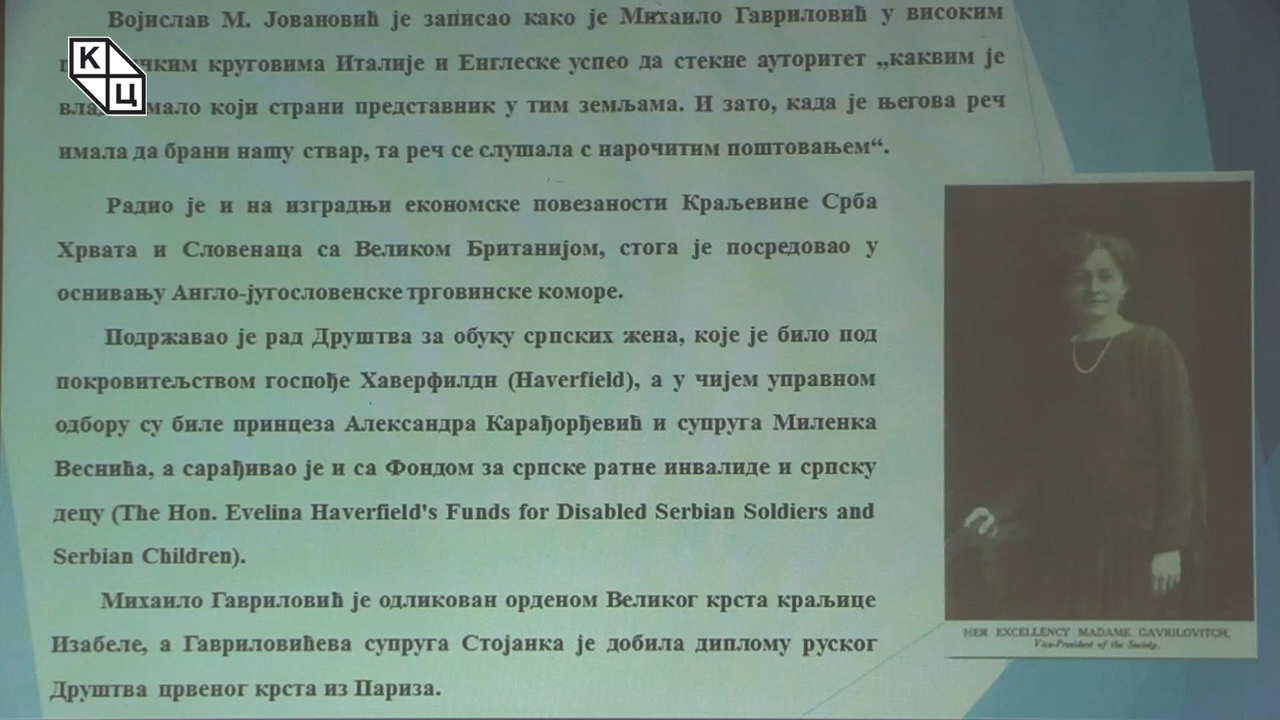 Војислав М. Јовановић је записао како је Михаило Гавриловић у високим
круговима Италије и Енглеске успео да стекне ауторитет „каквим је
мало који страни представник у тим земљама. И зато, када је његова реч
имала да брани нашу ствар, та реч се слушала с нарочитим поштовањем“.
К
Ц
Радио је и на изградњи економске повезаности Краљевине Срба
Хрвата и Словенаца са Великом Британијом, стога је посредовао у
оснивању Англо-југословенске трговинске коморе.
Подржавао је рад Друштва за обуку српских жена, које је било под
покровитељством госпође Хаверфилдн (Haverfield), а у чијем управном
одбору су биле принцеза Александра Карађорђевић и супруга Миленка
Веснића, а сарађивао је и са Фондом за српске ратне инвалиде и српску
децу (The Hon. Evelina Haverfield's Funds for Disabled Serbian Soldiers and
Serbian Children).
Михаило Гавриловић је одликован орденом Великог крста краљице
Изабеле, а Гавриловићева супруга Стојанка је добила диплому руског
Друштва црвеног крста из Париза.
HER EXCELLENCY MADAME GAVRILOVITCH,
Vice-President of the Society.